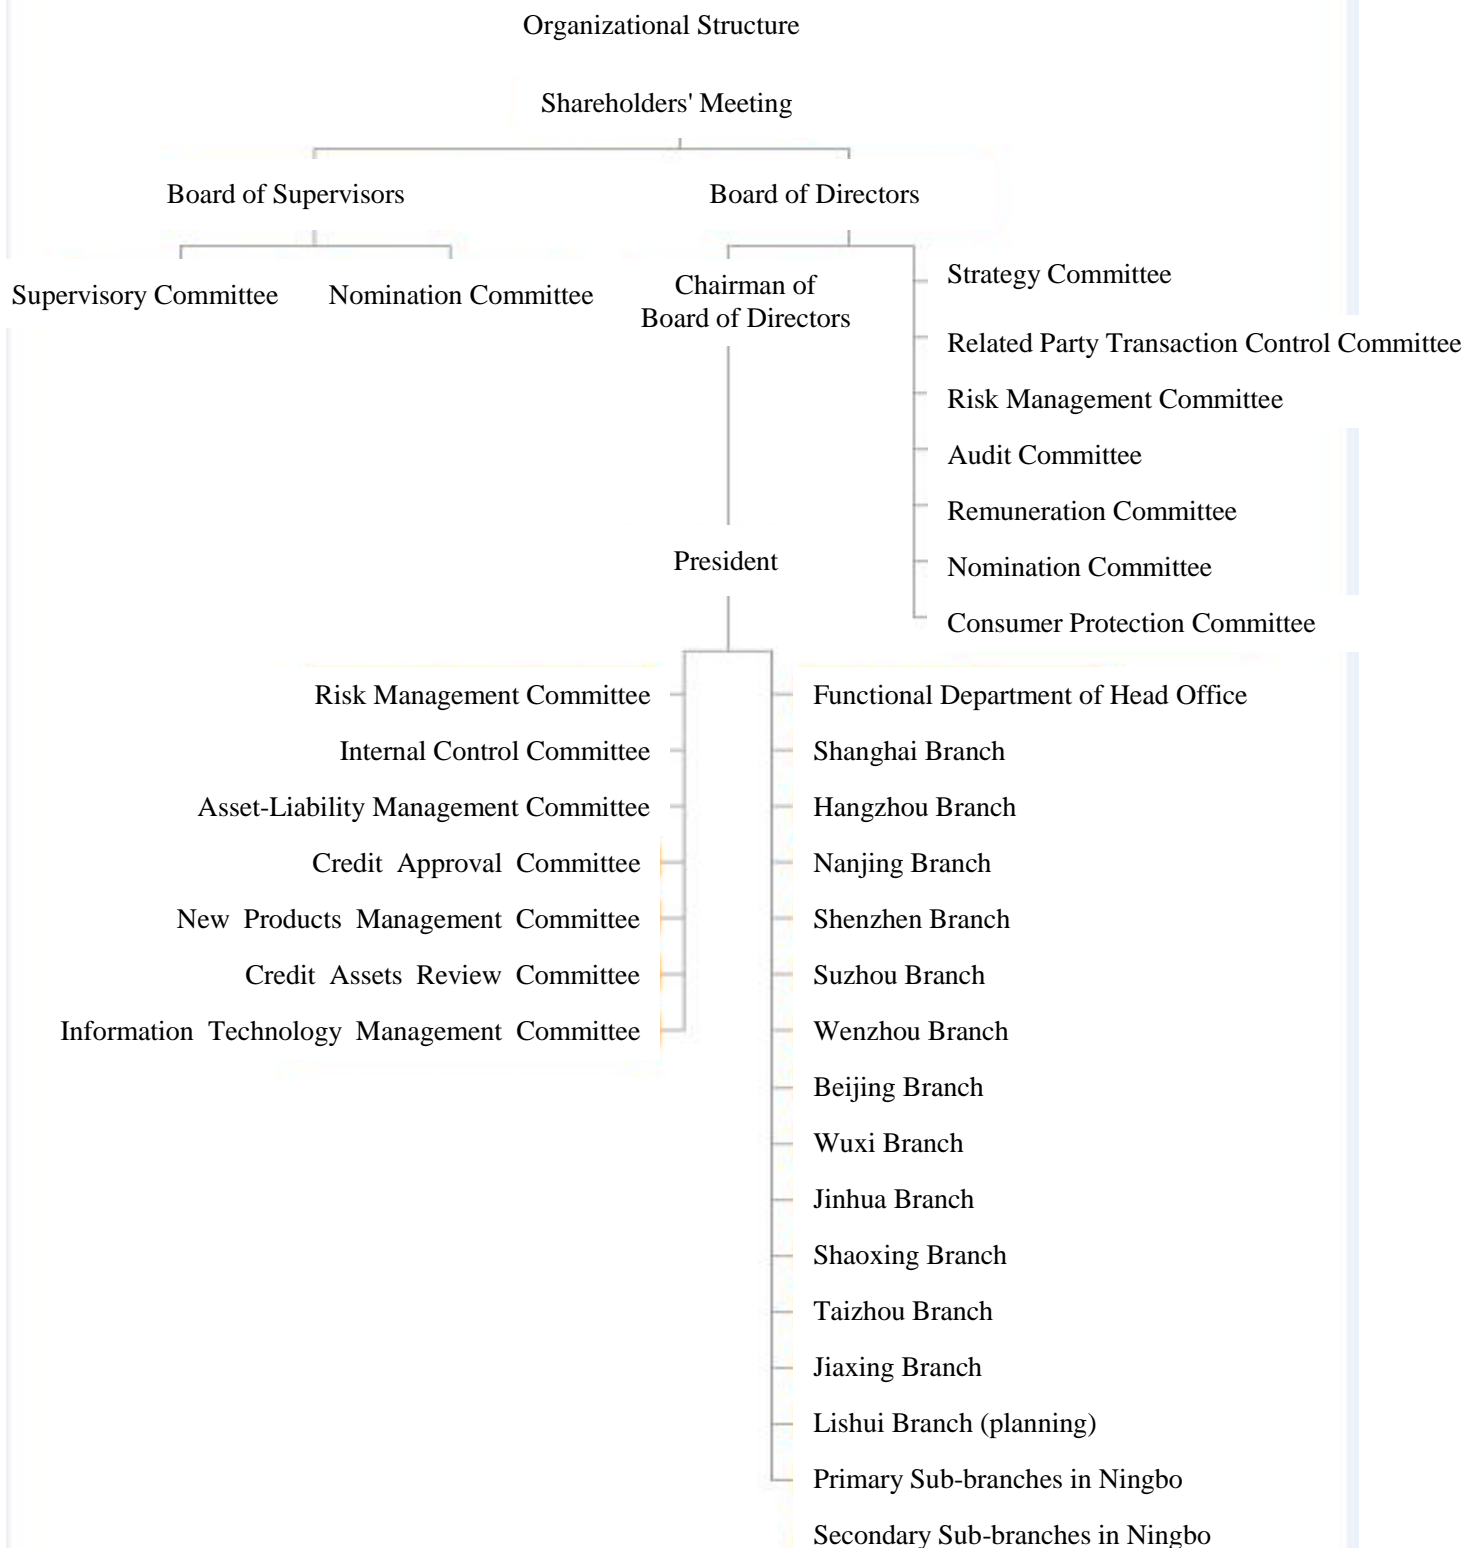 Organizational Structure
Shareholders' Meeting
Board of Supervisors
Board of Directors
Supervisory Committee
Nomination Committee
Chairman of
Board of Directors
Strategy Committee
Related Party Transaction Control Committee
Risk Management Committee
Audit Committee
Remuneration Committee
Nomination Committee
Consumer Protection Committee
President
Risk Management Committee
Internal Control Committee
Asset-Liability Management Committee
Credit Approval Committee
New Products Management Committee
Credit Assets Review Committee
Information Technology Management Committee
Functional Department of Head Office
Shanghai Branch
Hangzhou Branch
Nanjing Branch
Shenzhen Branch
Suzhou Branch
Wenzhou Branch
Beijing Branch
Wuxi Branch
Jinhua Branch
Shaoxing Branch
Taizhou Branch
Jiaxing Branch
Lishui Branch (planning)
Primary Sub-branches in Ningbo
Secondary Sub-branches in Ningbo